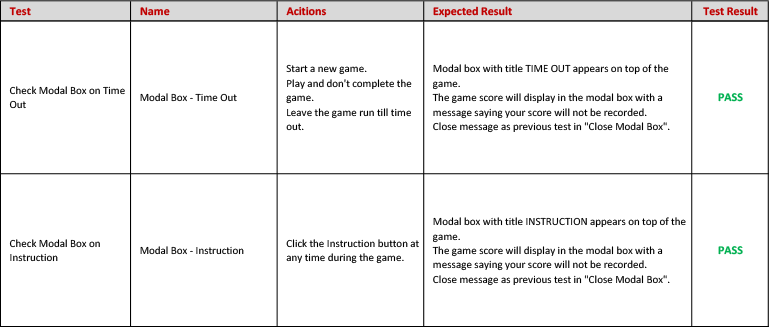 Test Name Acitions Expected Result Test Result
Check Modal Box on Time
Out
Modal Box - Time Out
Start a new game.
Play and don't complete the
game.
Leave the game run till time
out.
Modal box with title TIME OUT appears on top of the
game.
The game score will display in the modal box with a
message saying your score will not be recorded.
Close message as previous test in "Close Modal Box".
PASS
Check Modal Box on
Instruction
Modal Box - Instruction
Click the Instruction button at
any time during the game.
Modal box with title INSTRUCTION appears on top of the
game.
The game score will display in the modal box with a
message saying your score will not be recorded.
Close message as previous test in "Close Modal Box".
PASS